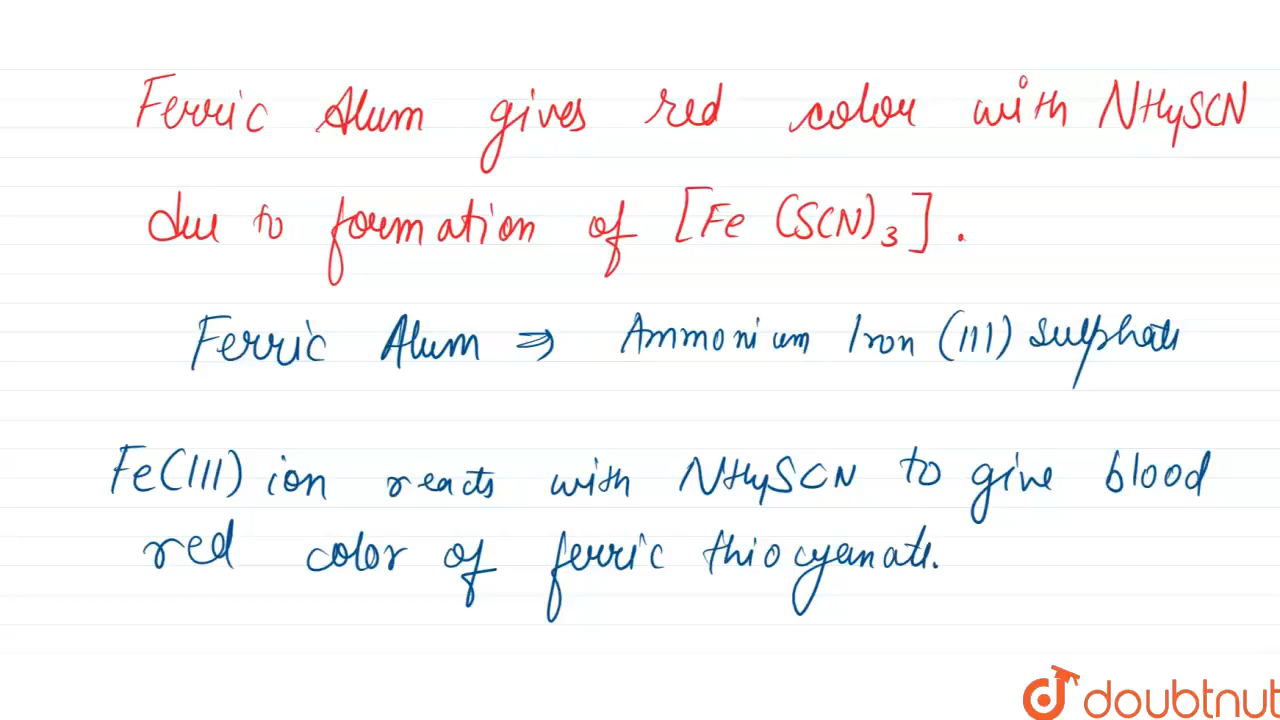 Ferric Alum gives red color with NH4SCN
due to formation of [Fe (SCN)3].
Ferric Alum ⇒ Ammonium Iron (III) sulphate
Fe(III) ion reacts with NH4SCN to give blood
red color of ferric thiocyanate.
doubtnut